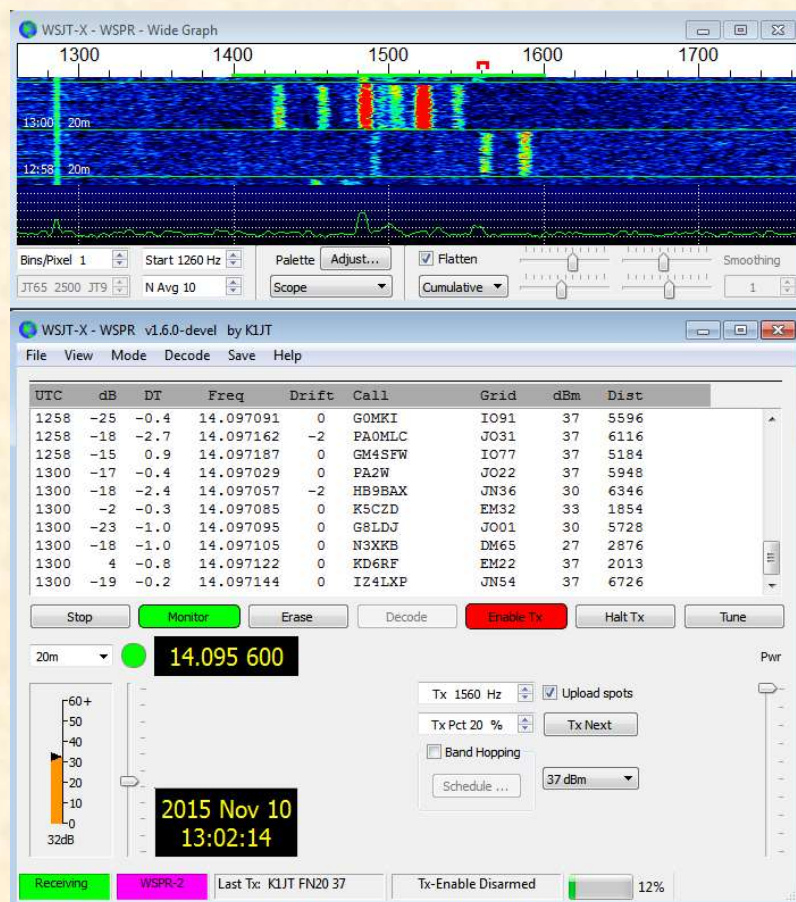 WSJT-X - WSPR - Wide Graph
1300 1400 1500 1600 1700
13:00 20m
12:58 20m
Bins/Pixel 1 Start 1260 Hz Palette Adjust... Flatten Smoothing
JT65 2500 JT9 N Avg 10 Scope Cumulative 1
WSJT-X - WSPR v1.6.0-devel by K1JT
File View Mode Decode Save Help
UTC dB DT Freq Drift Call Grid dBm Dist
1258 -25 -0.4 14.097091 0 G0MKI IO91 37 5596
1258 -18 -2.7 14.097162 -2 PA0MLC JO31 37 6116
1258 -15 0.9 14.097187 0 GM4SFW IO77 37 5184
1300 -17 -0.4 14.097029 0 PA2W JO22 37 5948
1300 -18 -2.4 14.097057 -2 HB9BAX JN36 30 6346
1300 -2 -0.3 14.097085 0 K5CZD EM32 33 1854
1300 -23 -1.0 14.097095 0 G8LDJ JO01 30 5728
1300 -18 -1.0 14.097105 0 N3XKB DM65 27 2876
1300 4 -0.8 14.097122 0 KD6RF EM22 37 2013
1300 -19 -0.2 14.097144 0 IZ4LXP JN54 37 6726
Stop Monitor Erase Decode Enable Tx Halt Tx Tune
20m 14.095 600 Pwr
Tx 1560 Hz Upload spots
Tx Pct 20 % Tx Next
Band Hopping
Schedule ... 37 dBm
60+
50
40
30
20
10
0
32dB
2015 Nov 10
13:02:14
Receiving WSPR-2 Last Tx: K1JT FN20 37 Tx-Enable Disarmed 12%